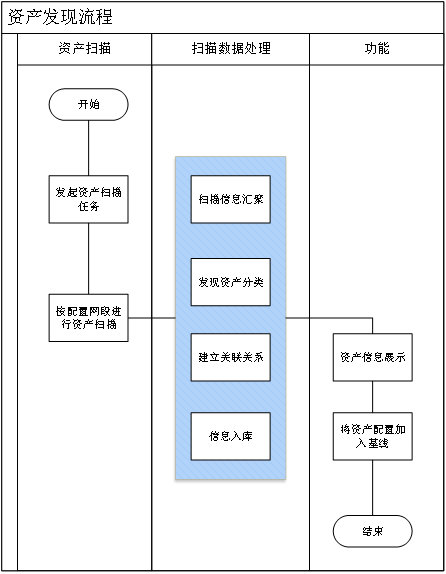 资产发现流程
资产扫描
扫描数据处理
功能
开始
发起资产扫描
任务
按配置网段进
行资产扫描
扫描信息汇聚
发现资产分类
建立关联关系
信息入库
资产信息展示
将资产配置加
入基线
结束